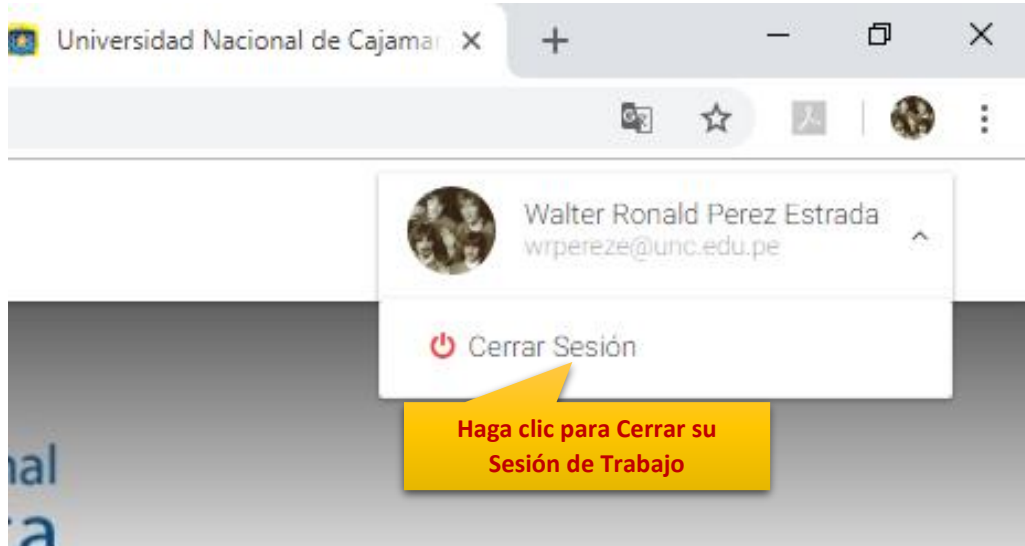 Universidad Nacional de Cajamar
Walter Ronald Perez Estrada
wrpereze@unc.edu.pe
Cerrar Sesión
Haga clic para Cerrar su
Sesión de Trabajo
nal
ra